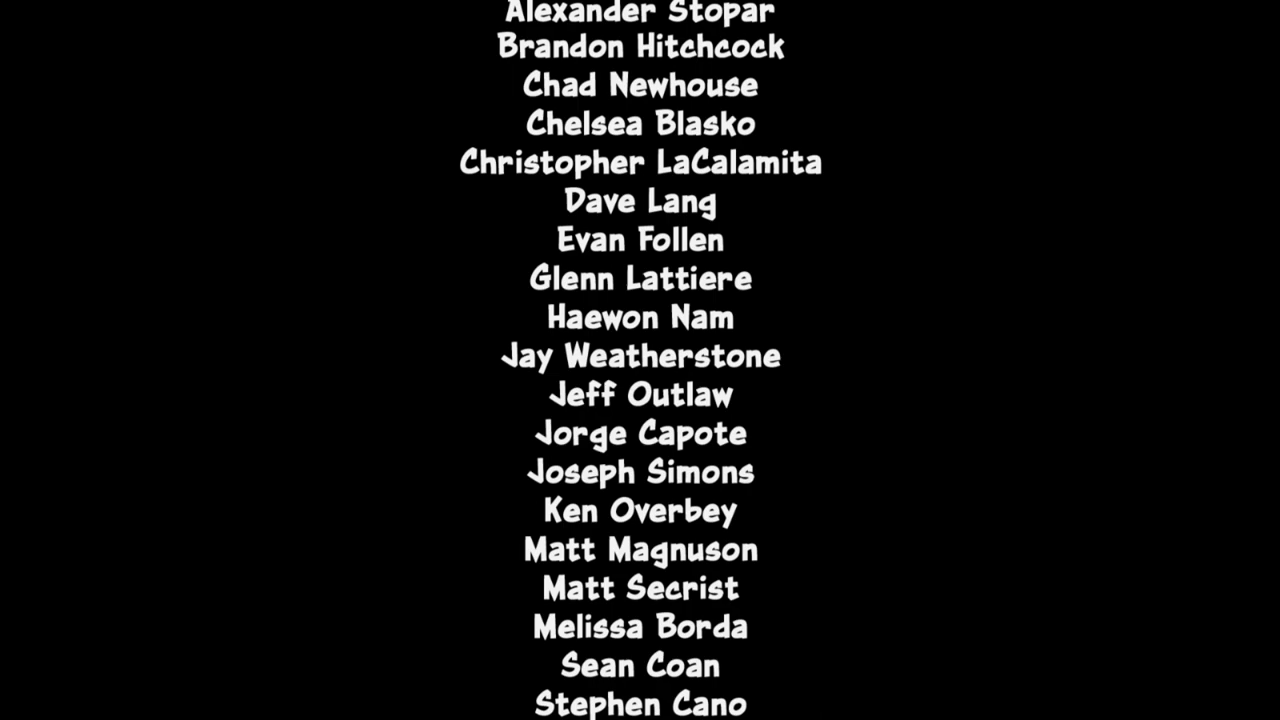 Alexander Stopar
Brandon Hitchcock
Chad Newhouse
Chelsea Blasko
Christopher LaCalamita
Dave Lang
Evan Follen
Glenn Lattiere
Haewon Nam
Jay Weatherstone
Jeff Outlaw
Jorge Capote
Joseph Simons
Ken Overbey
Matt Magnuson
Matt Secrist
Melissa Borda
Sean Coan
Stephen Cano